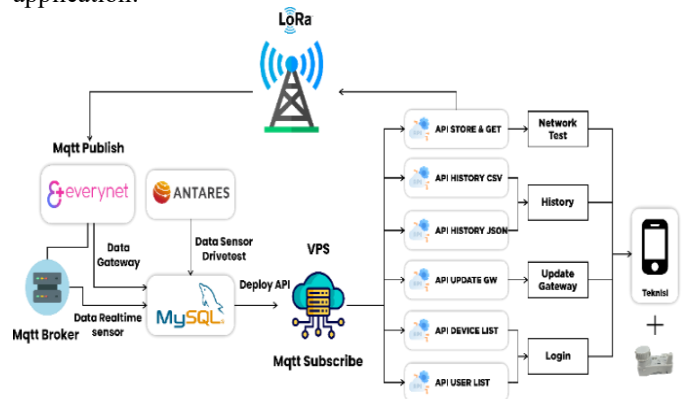 application.
LoRa
Mqtt Publish
everynet
ANTARES
Data
Gateway
Data Sensor
Drivetest
VPS
Deploy API
MySQL
Data Realtime
sensor
Mqtt Broker
Mqtt Subscribe
API STORE & GET
API HISTORY CSV
API HISTORY JSON
API UPDATE GW
API DEVICE LIST
API USER LIST
Network
Test
History
Update
Gateway
Login
Teknisi
+